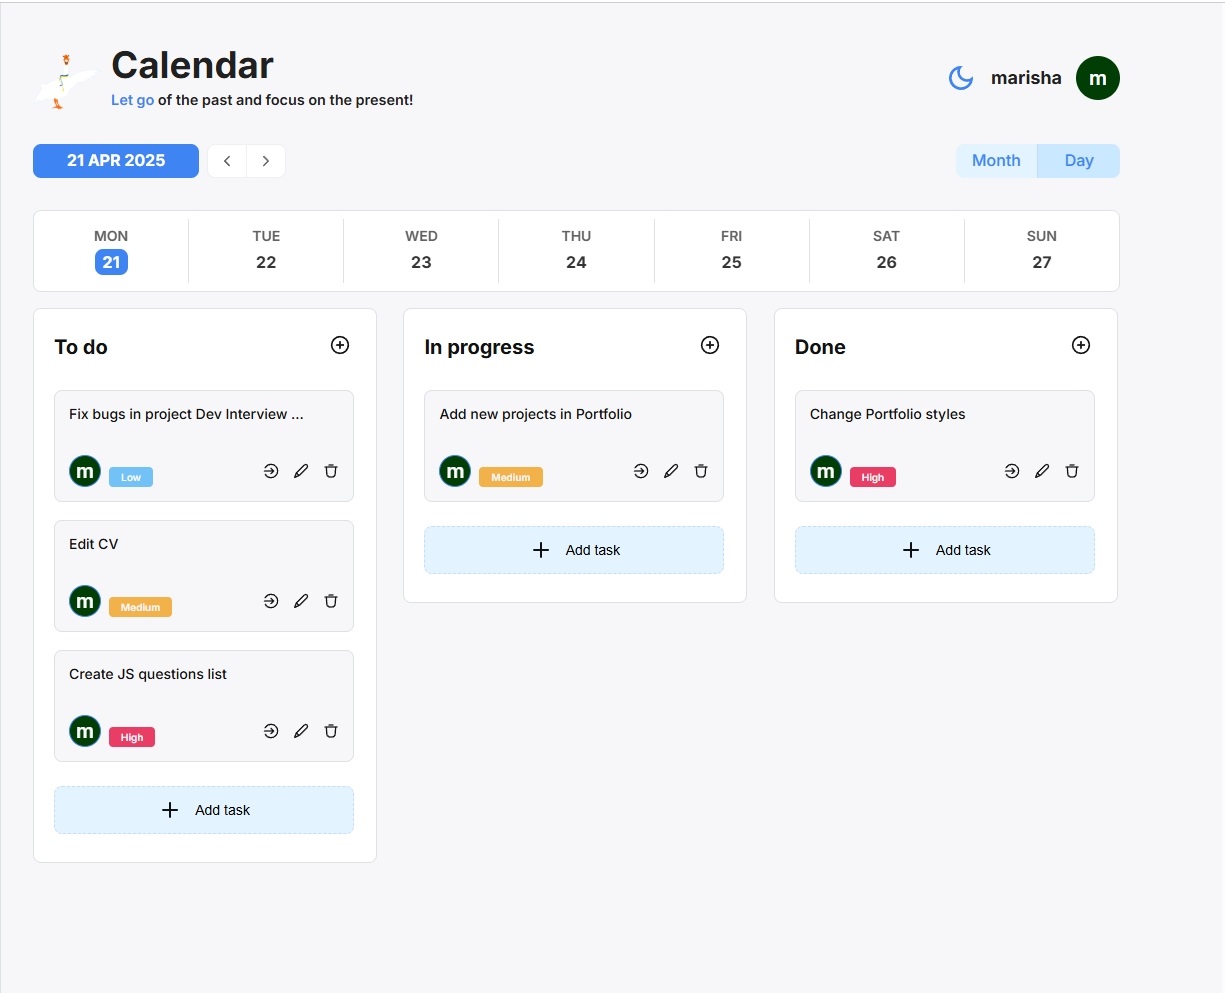 Calendar
Let go of the past and focus on the present!
marisha
m
21 APR 2025
Month
Day
MON
TUE
WED
THU
FRI
SAT
SUN
21
22
23
24
25
26
27
To do
Fix bugs in project Dev Interview ...
m
Low
Edit CV
m
Medium
Create JS questions list
m
High
Add task
In progress
Add new projects in Portfolio
m
Medium
Add task
Done
Change Portfolio styles
m
High
Add task